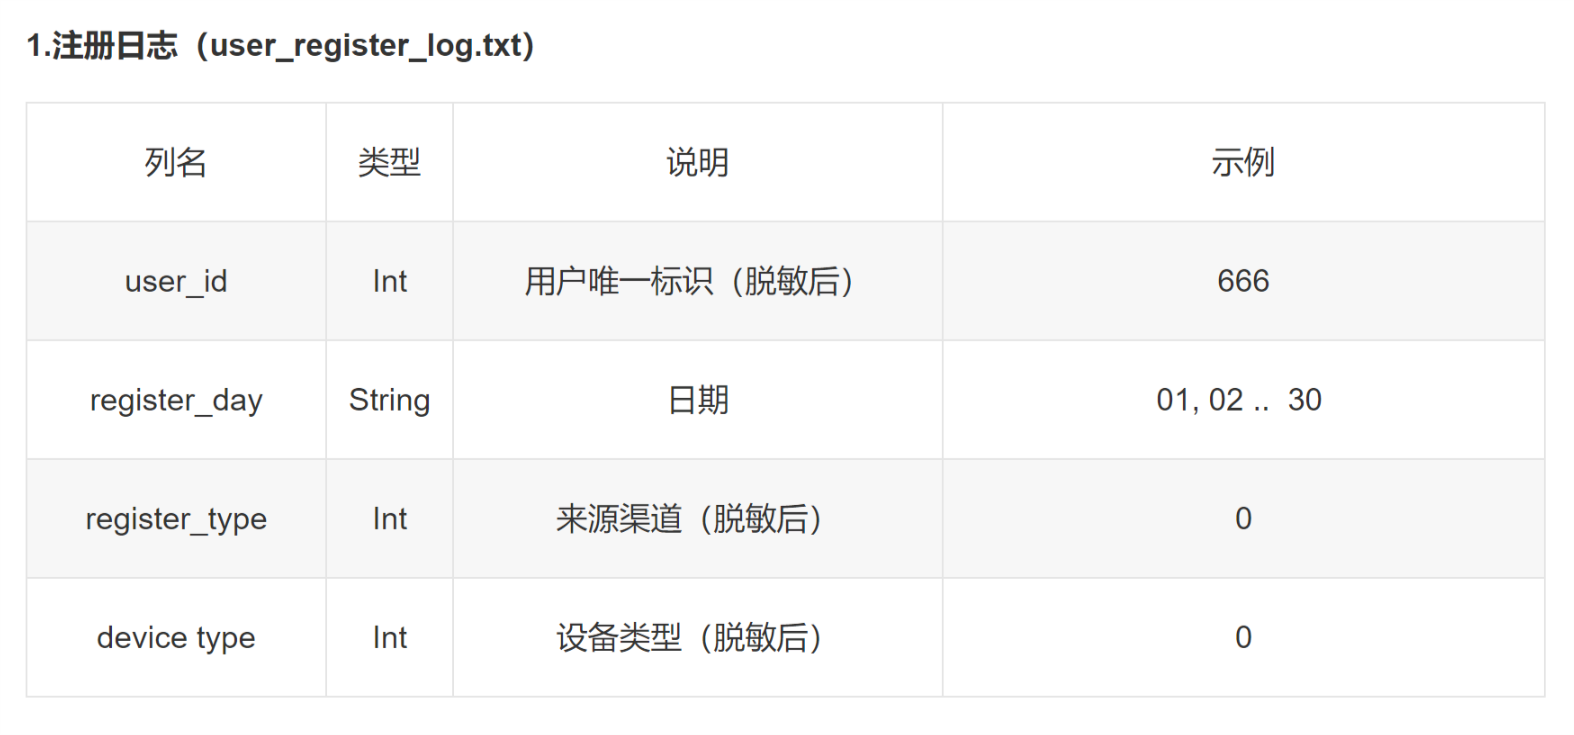 1.注册日志（user_register_log.txt）
列名 类型 说明 示例
user_id Int 用户唯一标识（脱敏后） 666
register_day String 日期 01, 02 ..  30
register_type Int 来源渠道（脱敏后） 0
device type Int 设备类型（脱敏后） 0